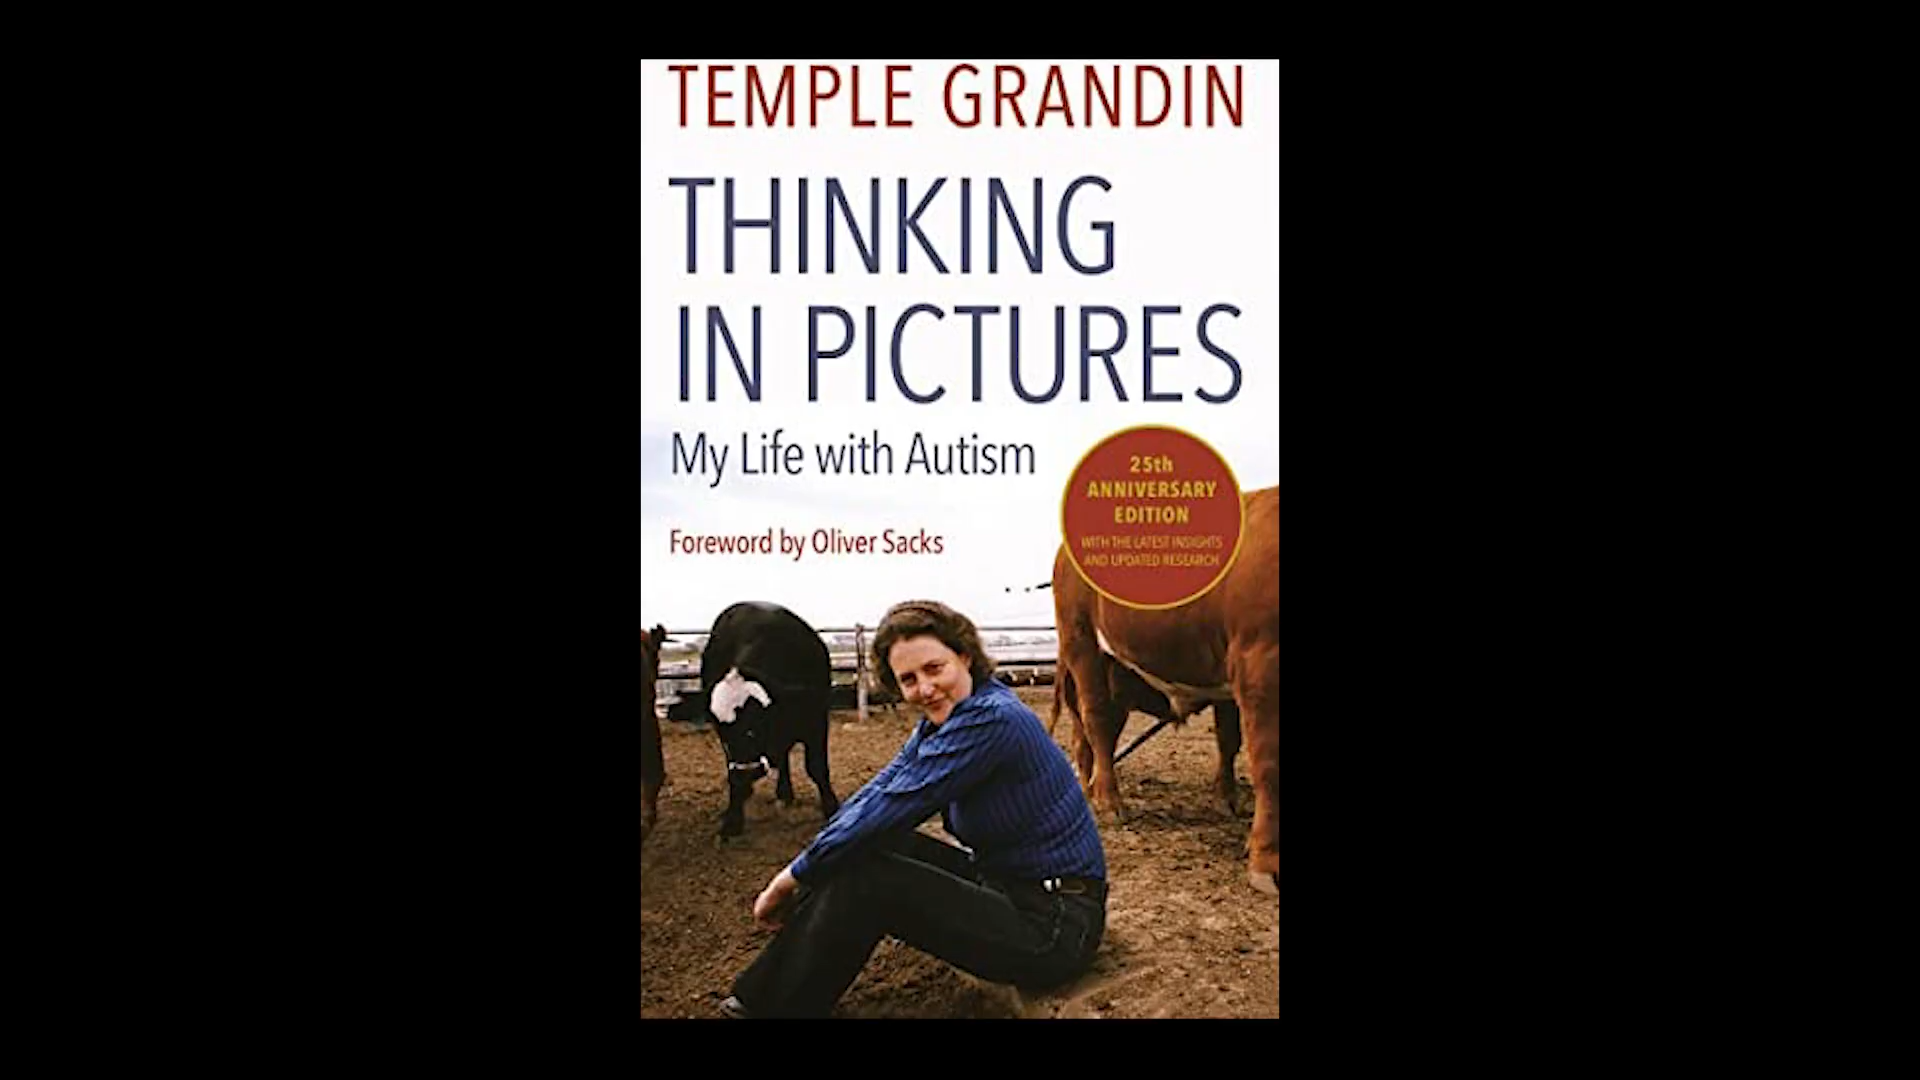 TEMPLE GRANDIN
THINKING
IN PICTURES
My Life with Autism
25th
ANNIVERSARY
EDITION
WITH THE LATEST INSIGHTS
AND UPDATED RESEARCH
Foreword by Oliver Sacks